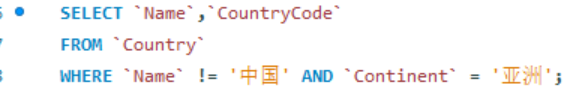 SELECT `Name`,`CountryCode`
FROM `Country`
WHERE `Name` != '中国' AND `Continent` = '亚洲';